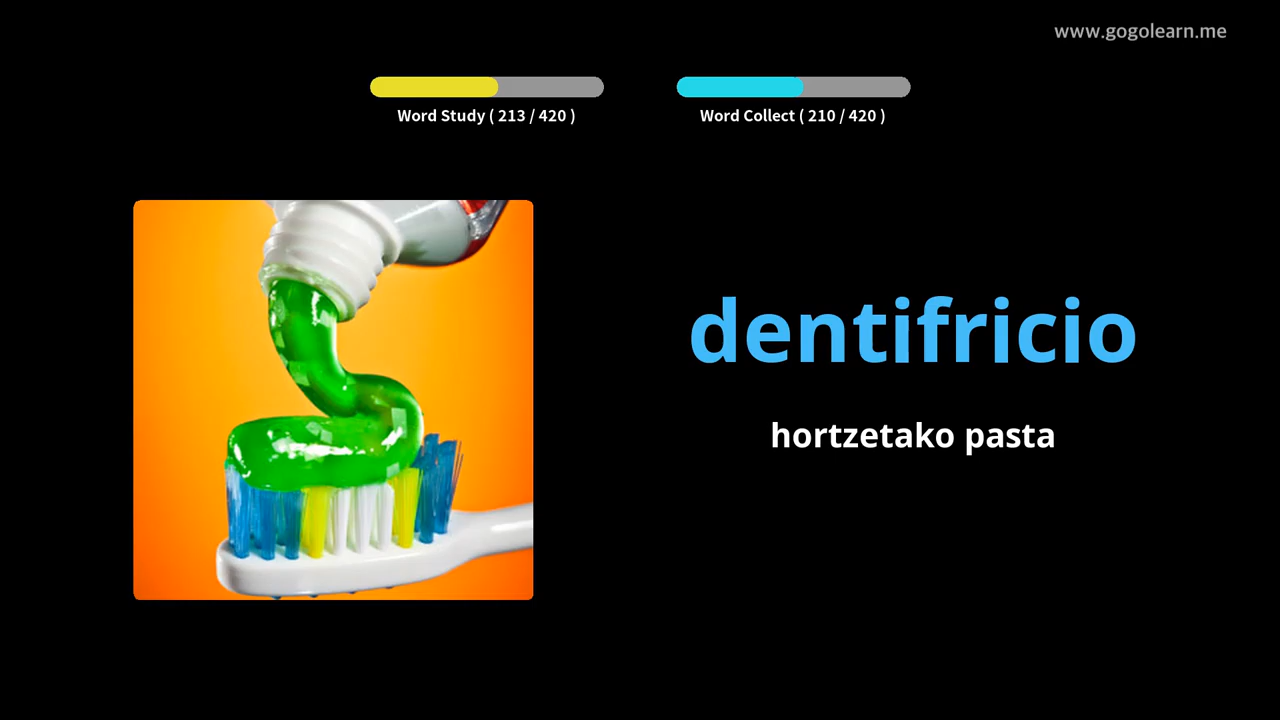 www.gogolearn.me
Word Study ( 213 / 420 )
Word Collect ( 210 / 420 )
dentifricio
hortzetako pasta